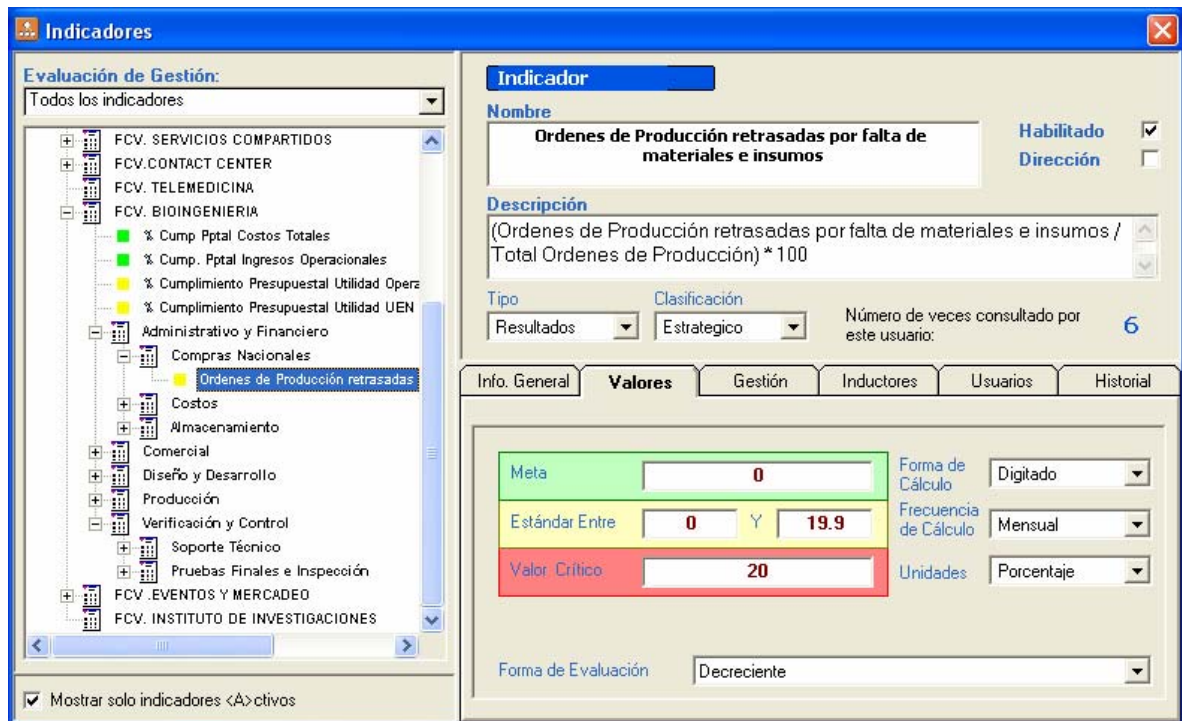 Indicadores
Evaluación de Gestión:
Todos los indicadores
FCV. SERVICIOS COMPARTIDOS
FCV.CONTACT CENTER
FCV. TELEMEDICINA
FCV. BIOINGENIERIA
% Cump Pptal Costos Totales
% Cump. Pptal Ingresos Operacionales
% Cumplimiento Presupuestal Utilidad Opera
% Cumplimiento Presupuestal Utilidad UEN
Administrativo y Financiero
Compras Nacionales
Ordenes de Producción retrasadas
Costos
Almacenamiento
Comercial
Diseño y Desarrollo
Producción
Verificación y Control
Soporte Técnico
Pruebas Finales e Inspección
FCV .EVENTOS Y MERCADEO
FCV. INSTITUTO DE INVESTIGACIONES
Mostrar solo indicadores <A>ctivos
Indicador
Nombre
Ordenes de Producción retrasadas por falta de
materiales e insumos
Habilitado
Dirección
Descripción
(Ordenes de Producción retrasadas por falta de materiales e insumos /
Total Ordenes de Producción) * 100
Tipo
Clasificación
Resultados
Estrategico
Número de veces consultado por
este usuario:
6
Info. General
Valores
Gestión
Inductores
Usuarios
Historial
Meta
0
Forma de
Cálculo
Digitado
Estándar Entre
0
Y
19.9
Frecuencia
de Cálculo
Mensual
Valor Crítico
20
Unidades
Porcentaje
Forma de Evaluación
Decreciente